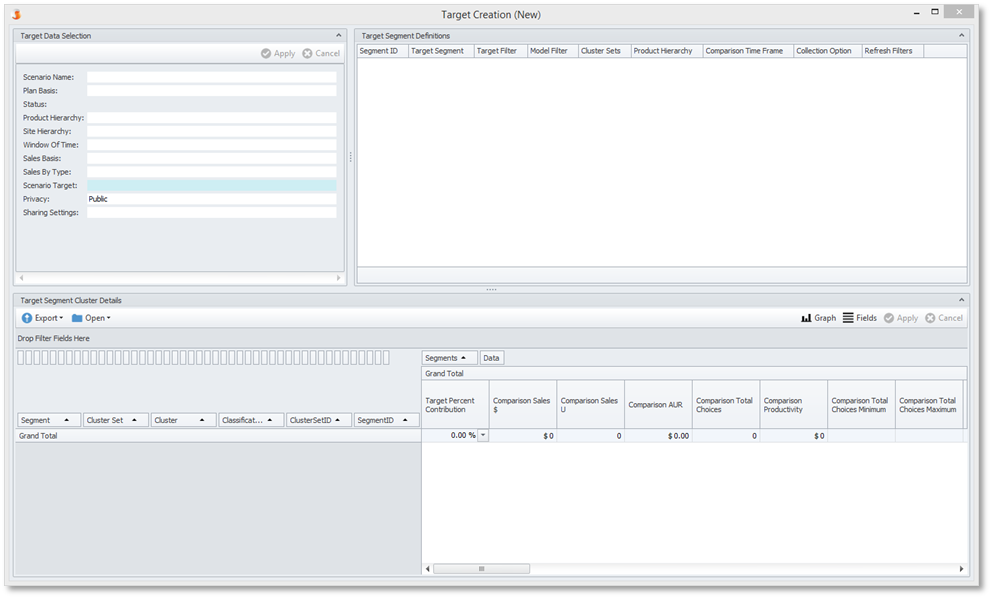 Target Creation (New)
Target Data Selection
Apply Cancel
Scenario Name:
Plan Basis:
Status:
Product Hierarchy:
Site Hierarchy:
Window Of Time:
Sales Basis:
Sales By Type:
Scenario Target:
Privacy: Public
Sharing Settings:
Target Segment Definitions
Segment ID Target Segment Target Filter Model Filter Cluster Sets Product Hierarchy Comparison Time Frame Collection Option Refresh Filters
Target Segment Cluster Details
Export Open Graph Fields Apply Cancel
Drop Filter Fields Here
Segments Data
Grand Total
Segment Cluster Set Cluster Classificat... ClusterSetID SegmentID
Target Percent
Contribution
Comparison Sales
$
Comparison Sales
U
Comparison AUR
Comparison Total
Choices
Comparison
Productivity
Comparison Total
Choices Minimum
Comparison Total
Choices Maximum
Grand Total 0.00 % $ 0 0 $ 0.00 0 $ 0